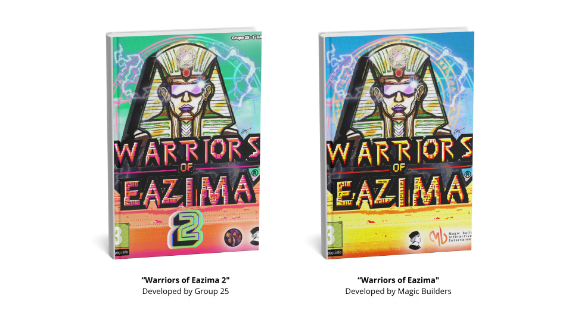 WARRIORS
OF
EAZIMA
2
WARRIORS
OF
EAZIMA
"Warriors of Eazima 2"
Developed by Group 25
"Warriors of Eazima"
Developed by Magic Builders